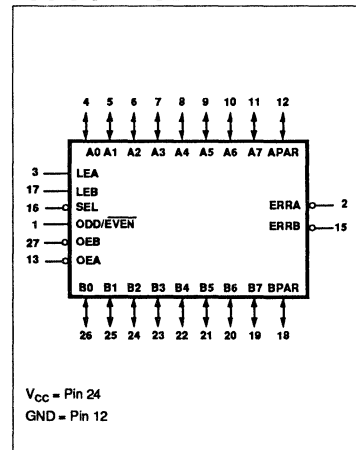 4 5 6 7 8 9 10 11 12
A0 A1 A2 A3 A4 A5 A6 A7 APAR
3 LEA
17 LEB
16 SEL
ERRA 2
1 ODD/EVEN
ERRB 15
27 OEB
13 OEA
B0 B1 B2 B3 B4 B5 B6 B7 BPAR
26 25 24 23 22 21 20 19 18
VCC = Pin 24
GND = Pin 12